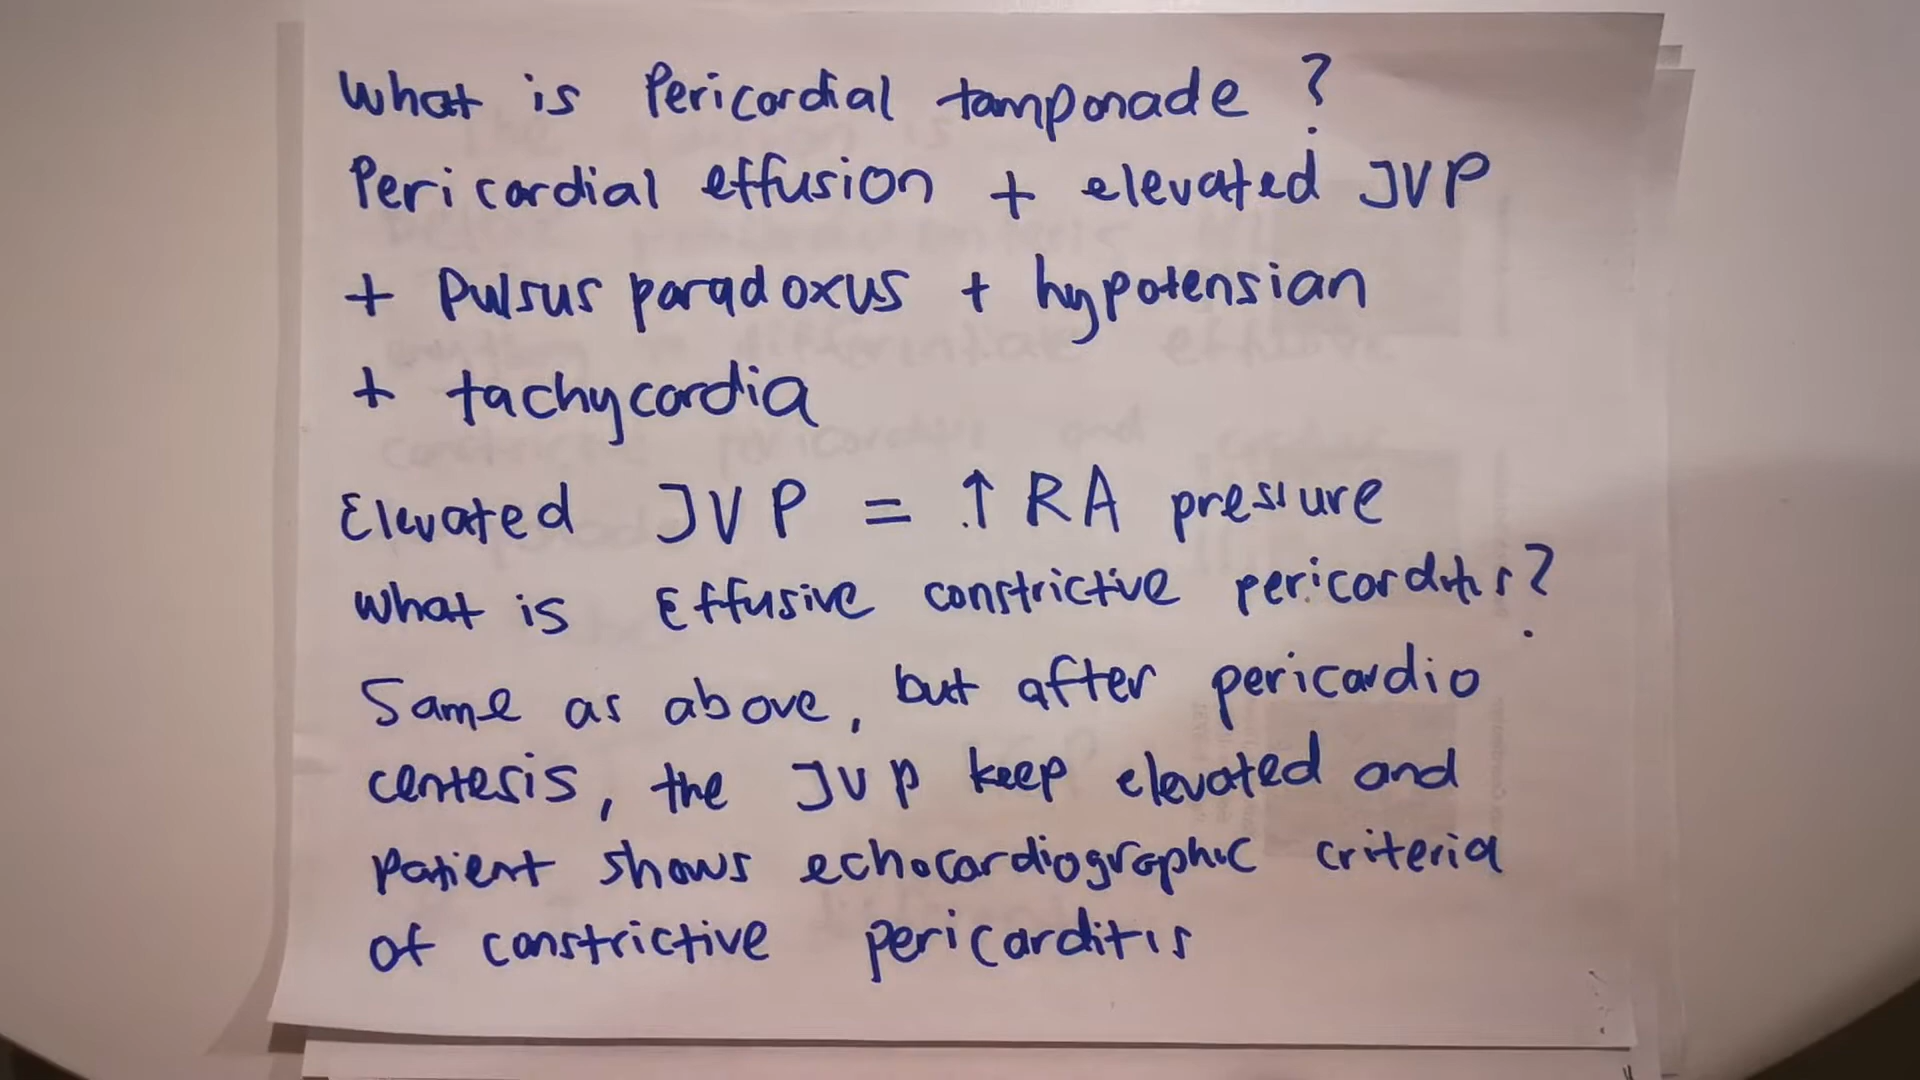 What is Pericardial tamponade ?
Pericardial effusion + elevated JVP
+ Pulsus paradoxus + hypotension
+ tachycardia
Elevated JVP = ↑ RA pressure
what is Effusive constrictive pericarditis?
Same as above, but after pericardio
centesis, the JVP keep elevated and
patient shows echocardiographic criteria
of constrictive pericarditis